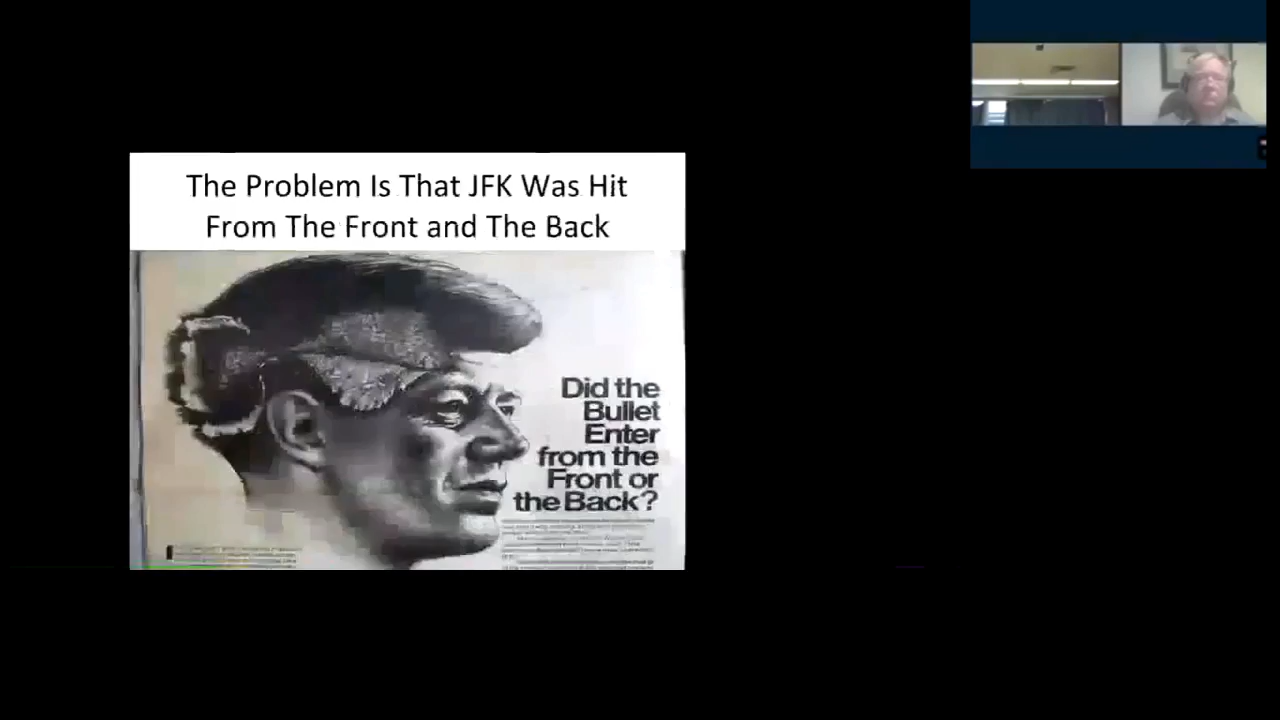 The Problem Is That JFK Was Hit
From The Front and The Back
Did the
Bullet
Enter
from the
Front or
the Back?